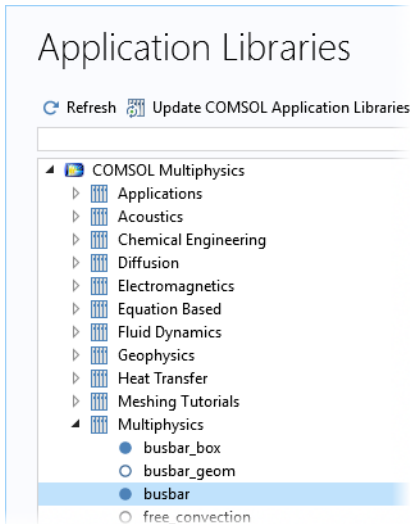 Application Libraries
Refresh Update COMSOL Application Libraries
COMSOL Multiphysics
Applications
Acoustics
Chemical Engineering
Diffusion
Electromagnetics
Equation Based
Fluid Dynamics
Geophysics
Heat Transfer
Meshing Tutorials
Multiphysics
busbar_box
busbar_geom
busbar
free_convection